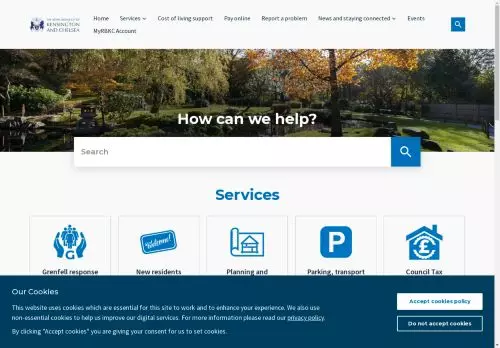 THE ROYAL BOROUGH OF
KENSINGTON
AND CHELSEA
Home Services Cost of living support Pay online Report a problem News and staying connected Events
MyRBKC Account
How can we help?
Search
Services
G
Welcome!
P
£
Grenfell response New residents Planning and Parking, transport Council Tax
Our Cookies
This website uses cookies which are essential for this site to work and to enhance your experience. We also use
non-essential cookies to help us improve our digital services. For more information please read our privacy policy.
By clicking "Accept cookies" you are giving your consent for us to set cookies.
Accept cookies policy
Do not accept cookies